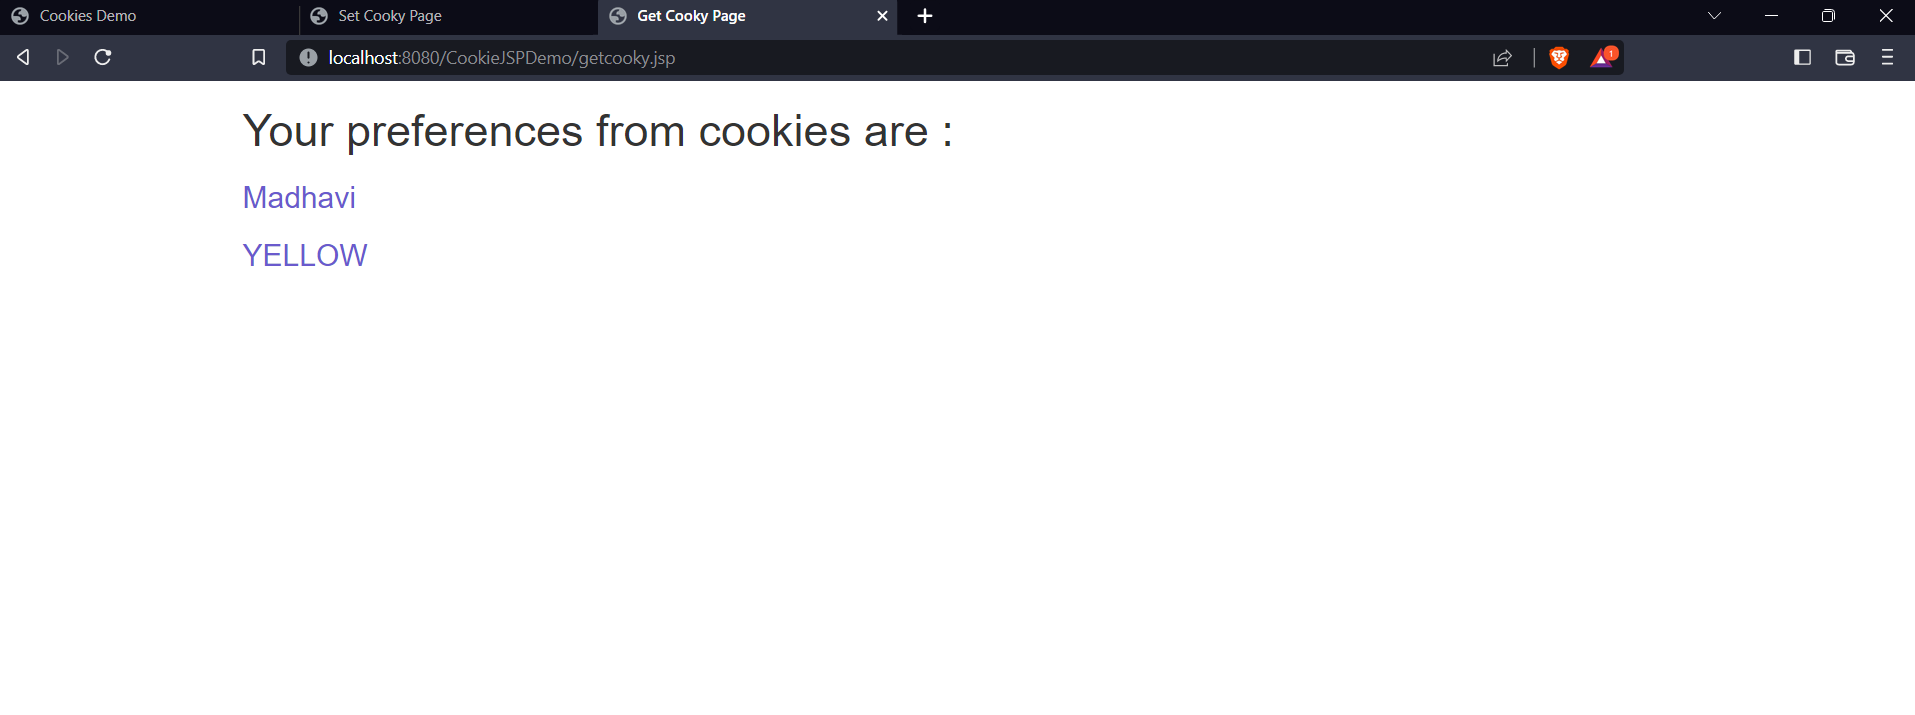 Cookies Demo
Set Cooky Page
Get Cooky Page
localhost:8080/CookieJSPDemo/getcooky.jsp
1
Your preferences from cookies are :
Madhavi
YELLOW